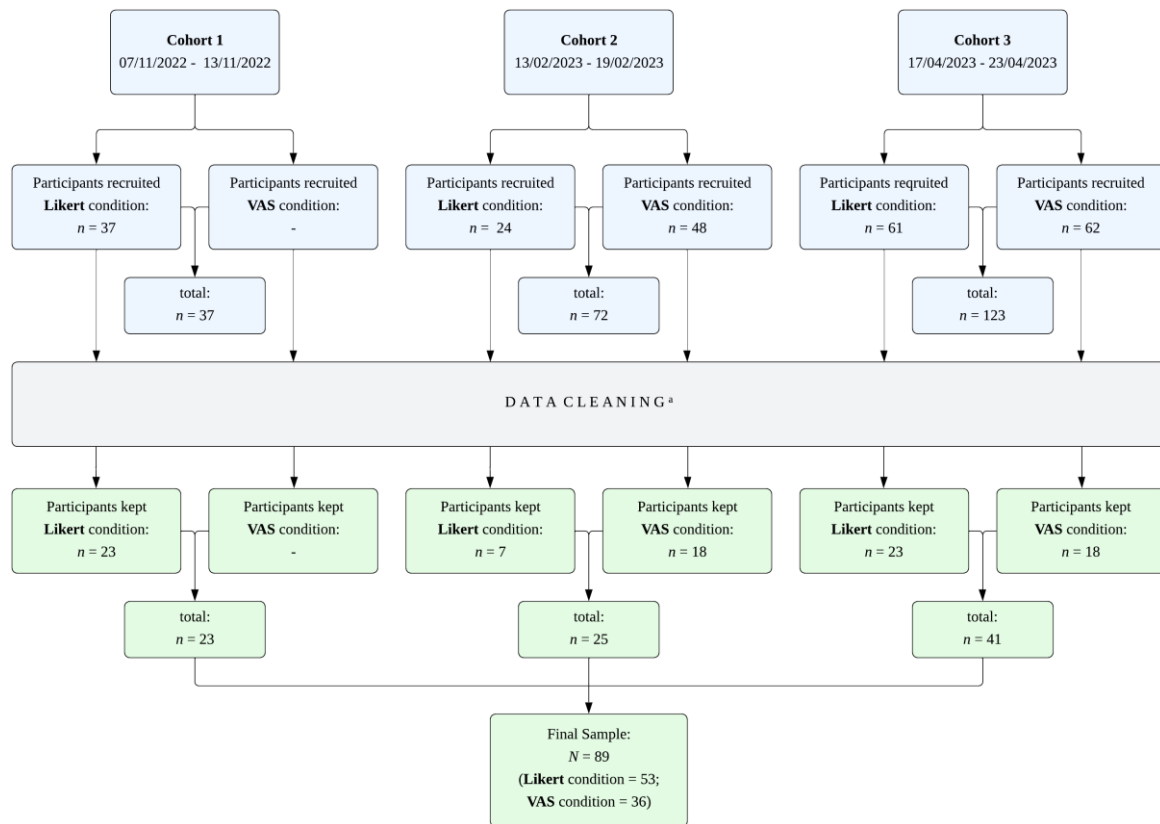 Cohort 1
07/11/2022 - 13/11/2022
Cohort 2
13/02/2023 - 19/02/2023
Cohort 3
17/04/2023 - 23/04/2023
Participants recruited
Likert condition:
n = 37
Participants recruited
VAS condition:
-
Participants recruited
Likert condition:
n = 24
Participants recruited
VAS condition:
n = 48
Participants reqruited
Likert condition:
n = 61
Participants recruited
VAS condition:
n = 62
total:
n = 37
total:
n = 72
total:
n = 123
D A T A C L E A N I N G ª
Participants kept
Likert condition:
n = 23
Participants kept
VAS condition:
-
Participants kept
Likert condition:
n = 7
Participants kept
VAS condition:
n = 18
Participants kept
Likert condition:
n = 23
Participants kept
VAS condition:
n = 18
total:
n = 23
total:
n = 25
total:
n = 41
Final Sample:
N = 89
(Likert condition = 53;
VAS condition = 36)